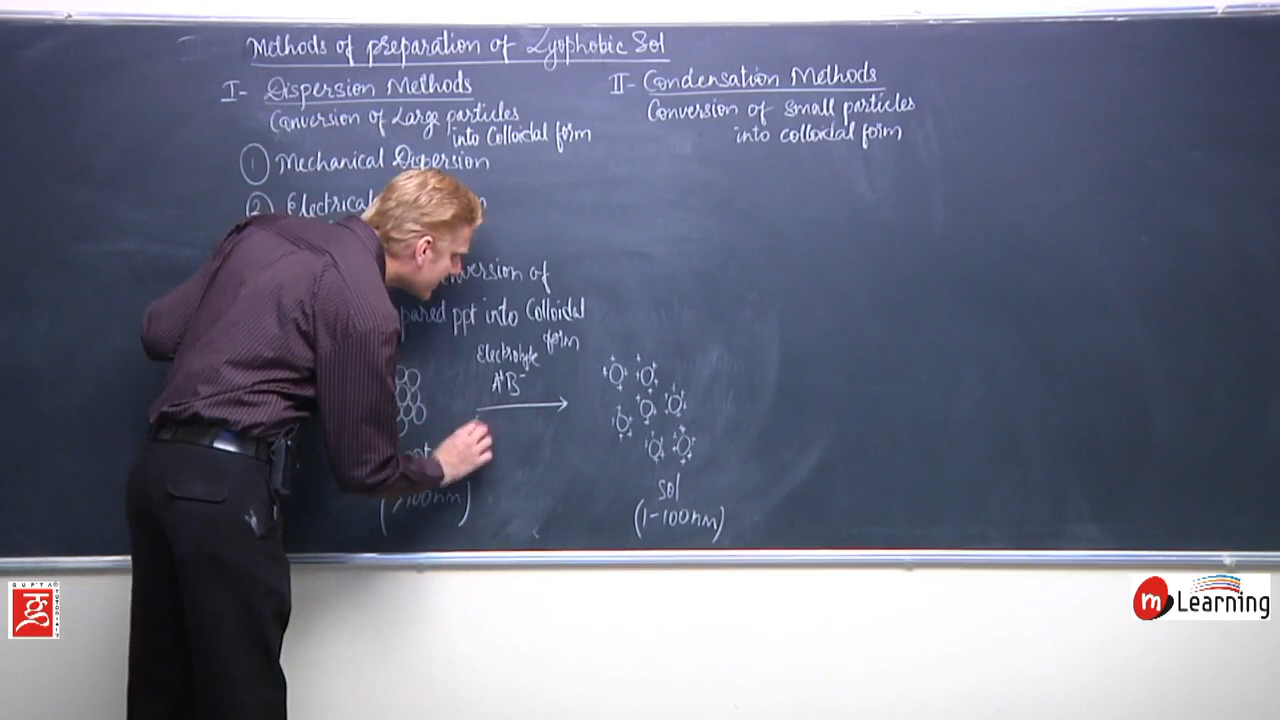 Methods of preparation of Lyophobic Sol
I- Dispersion Methods
Conversion of Large particles
into Colloidal form
1 Mechanical Dispersion
2 Electrical
of
ppt into Colloidal
form
Electrolyte
A+B-
(>100nm)
Sol
(1-100nm)
II- Condensation Methods
Conversion of small particles
into colloidal form
GUPTA
TUTORIALS
m Learning